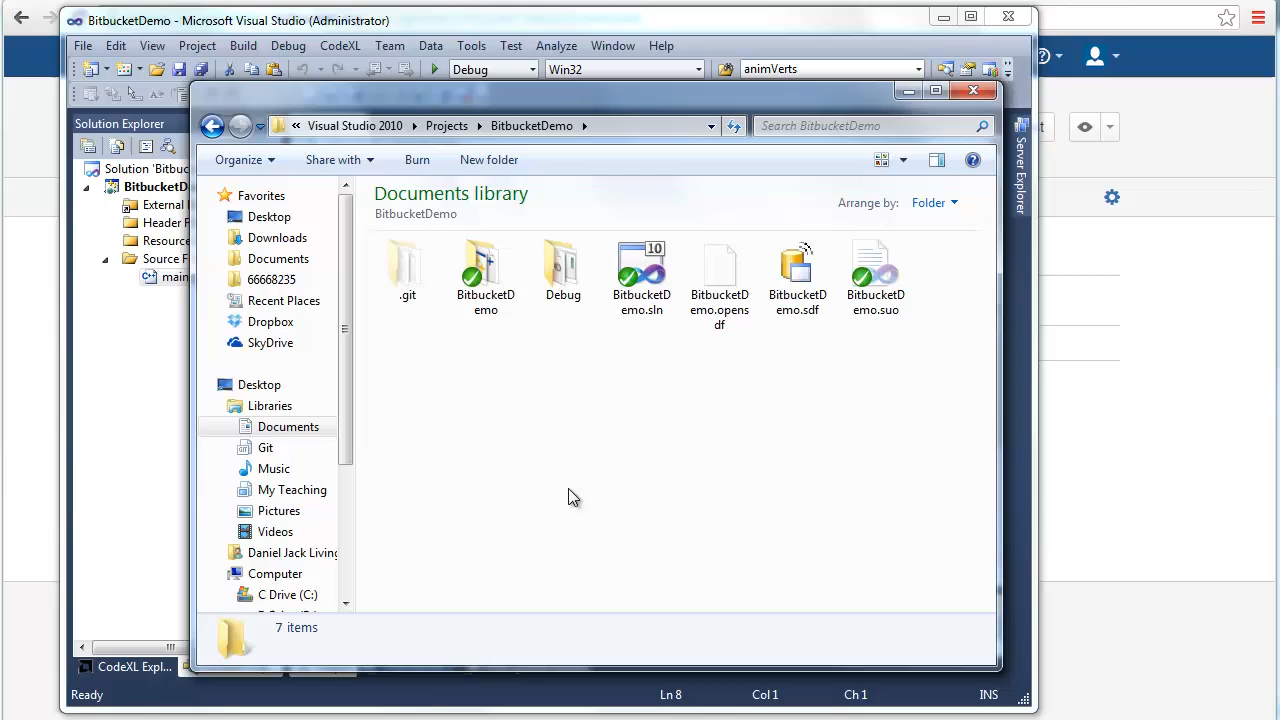 BitbucketDemo - Microsoft Visual Studio (Administrator)
File Edit View Project Build Debug CodeXL Team Data Tools Test Analyze Window Help
Debug Win32 animVerts
Solution Explorer
Visual Studio 2010 Projects BitbucketDemo Search BitbucketDemo
Organize Share with Burn New folder
Solution 'Bitbuc
BitbucketD
External
Header F
Resourc
Source F
main
Favorites
Desktop
Downloads
Documents
66668235
Recent Places
Dropbox
SkyDrive
Desktop
Libraries
Documents
Git
Music
My Teaching
Pictures
Videos
Daniel Jack Living
Computer
C Drive (C:)
Documents library
BitbucketDemo
Arrange by: Folder
.git
BitbucketD
emo
Debug
10
BitbucketD
emo.sln
BitbucketD
emo.opens
df
BitbucketD
emo.sdf
BitbucketD
emo.suo
Server Explorer
7 items
CodeXL Expl...
Ready Ln 8 Col 1 Ch 1 INS